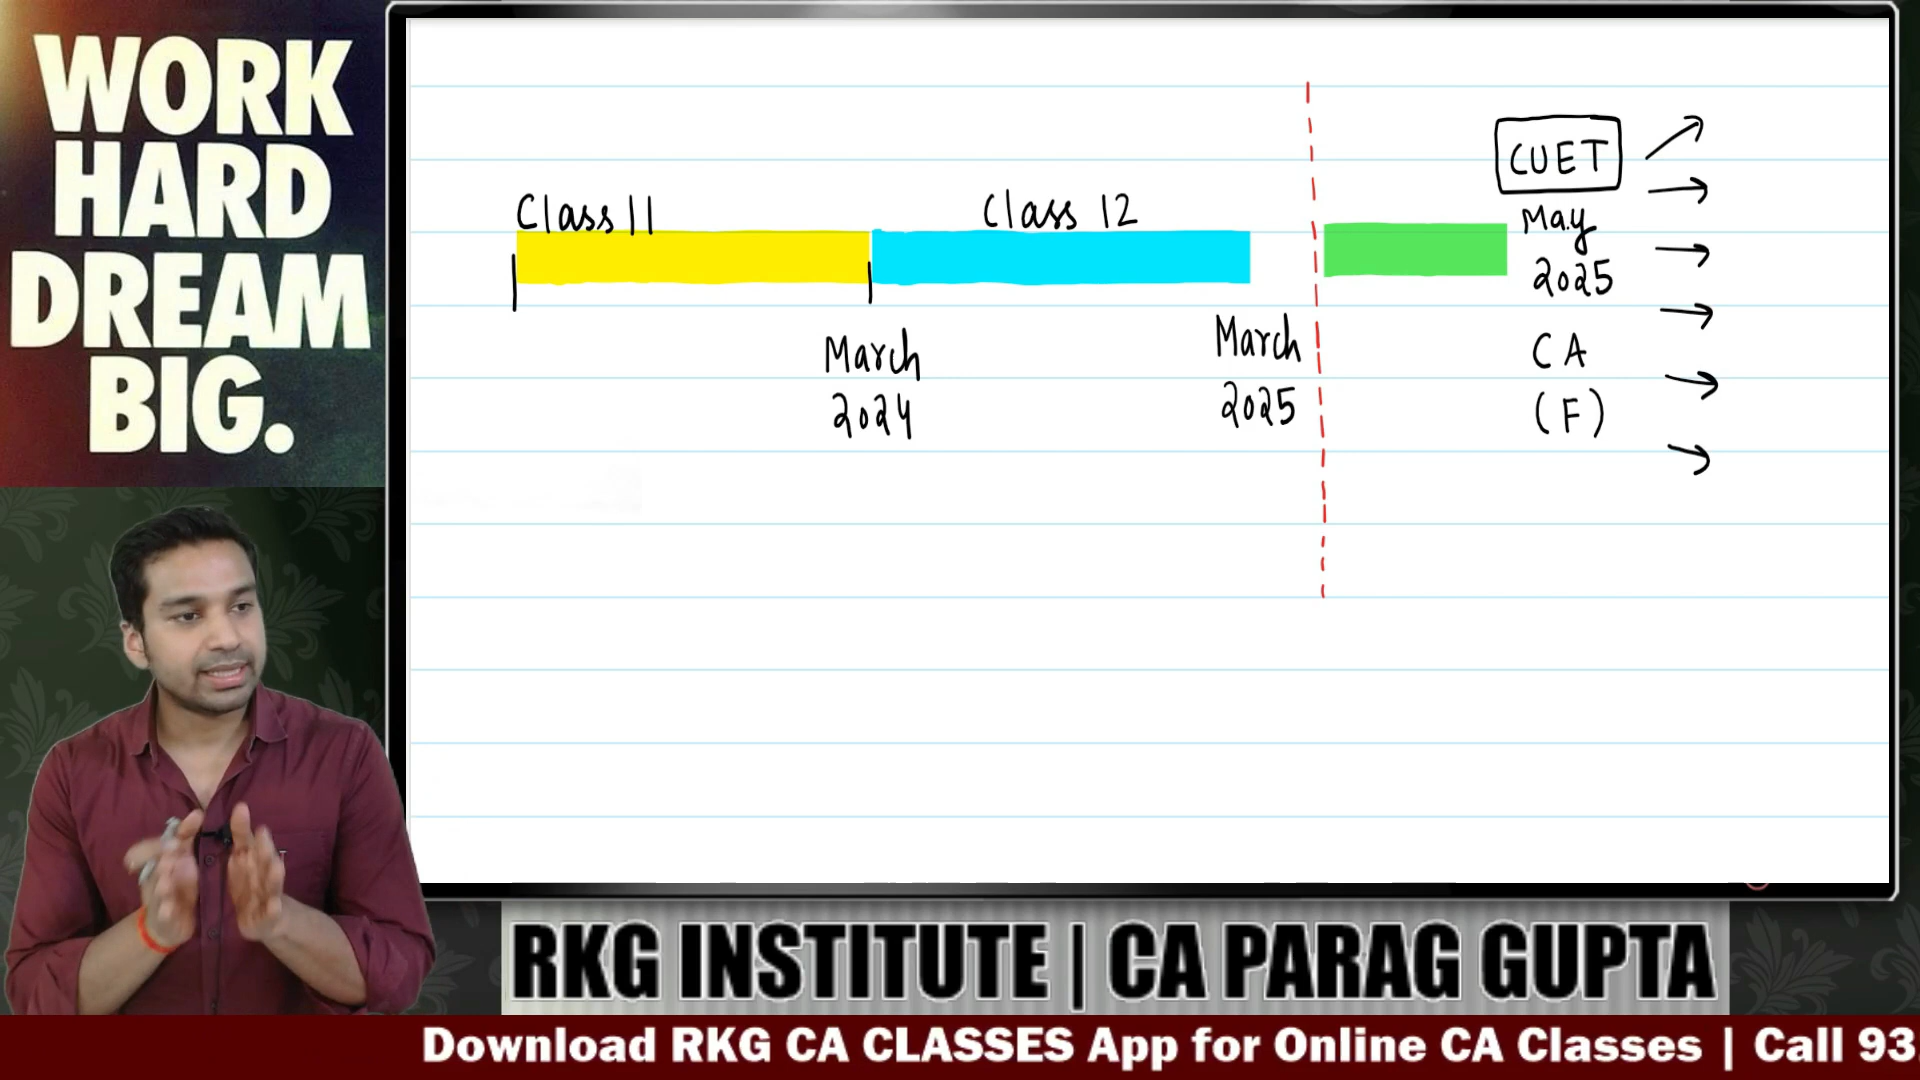 WORK
HARD
DREAM
BIG.
Class 11
Class 12
March
2024
March
2025
CUET
May
2025
CA
(F)
RKG INSTITUTE | CA PARAG GUPTA
Download RKG CA CLASSES App for Online CA Classes | Call 93